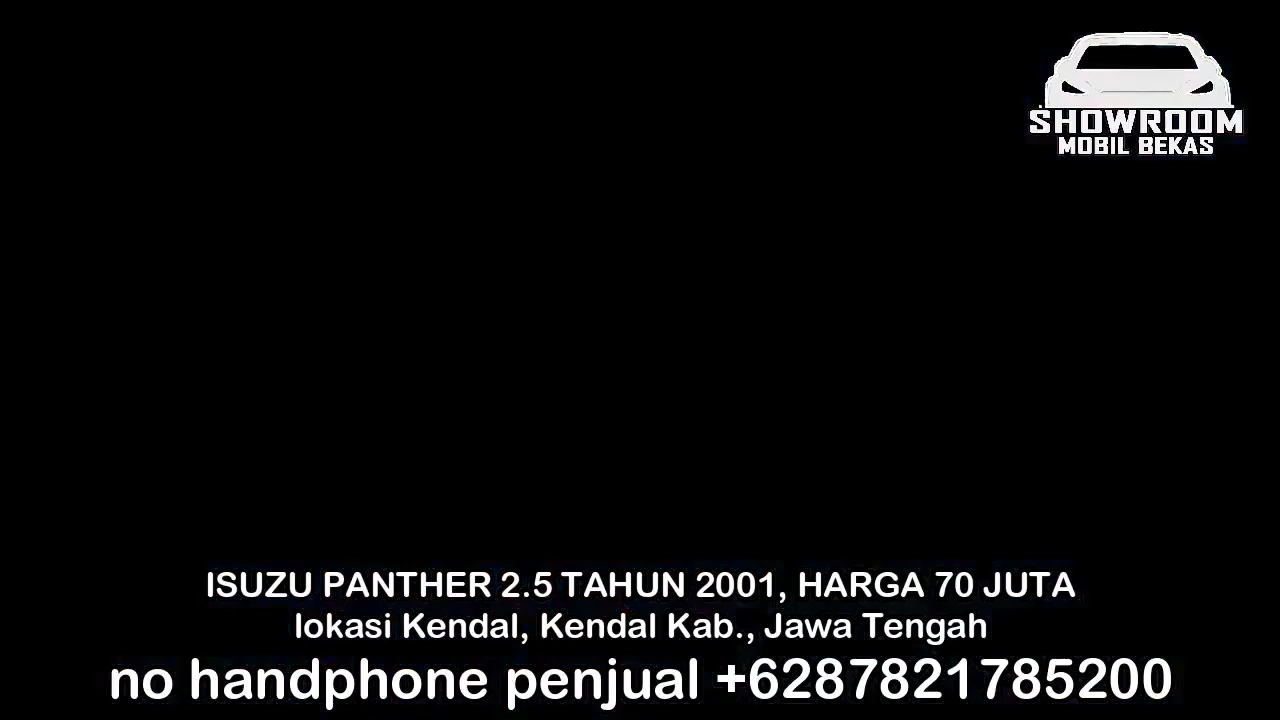 SHOWROOM
MOBIL BEKAS
ISUZU PANTHER 2.5 TAHUN 2001, HARGA 70 JUTA
lokasi Kendal, Kendal Kab., Jawa Tengah
no handphone penjual +6287821785200